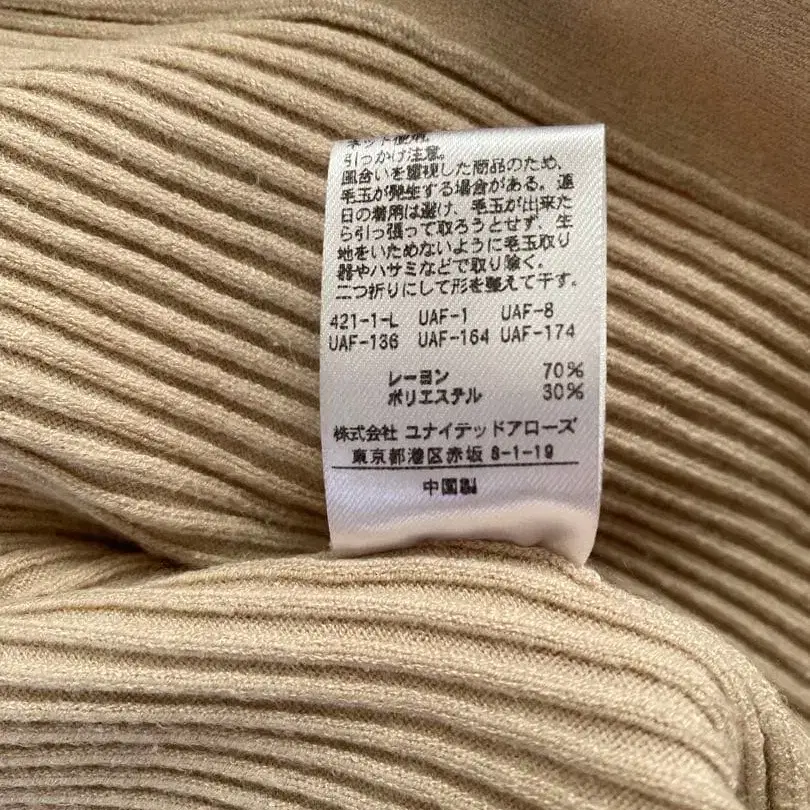 ネット使用。
引っかけ注意。
風合いを重視した商品のため、
毛玉が発生する場合がある。連
日の着用は避け、毛玉が出来た
ら引っ張って取ろうとせず、生
地をいためないように毛玉取り
器やハサミなどで取り除く。
二つ折りにして形を整えて干す。
421-1-L UAF-1 UAF-8
UAF-136 UAF-164 UAF-174
レーヨン 70%
ポリエステル 30%
株式会社 ユナイテッドアローズ
東京都港区赤坂 8-1-19
中国製